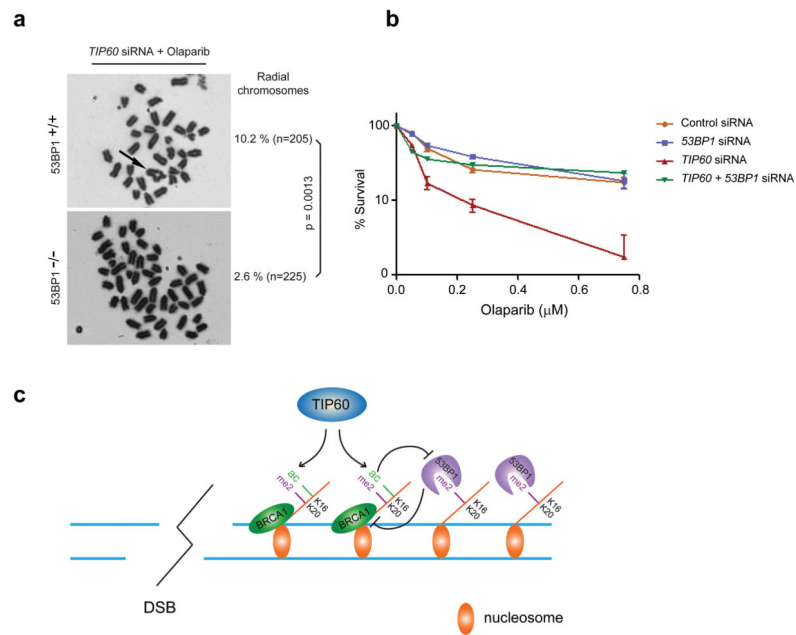 a
TIP60 siRNA + Olaparib
Radial
chromosomes
53BP1 +/+
10.2 % (n=205)
p = 0.0013
53BP1 -/-
2.6 % (n=225)
b
% Survival
100
10
0
0.0 0.2 0.4 0.6 0.8
Olaparib (μM)
Control siRNA
53BP1 siRNA
TIP60 siRNA
TIP60 + 53BP1 siRNA
c
TIP60
ac
me2
K16
K20
BRCA1
ac
me2
K16
K20
BRCA1
53BP1
me2
K16
K20
53BP1
me2
K16
K20
DSB
nucleosome